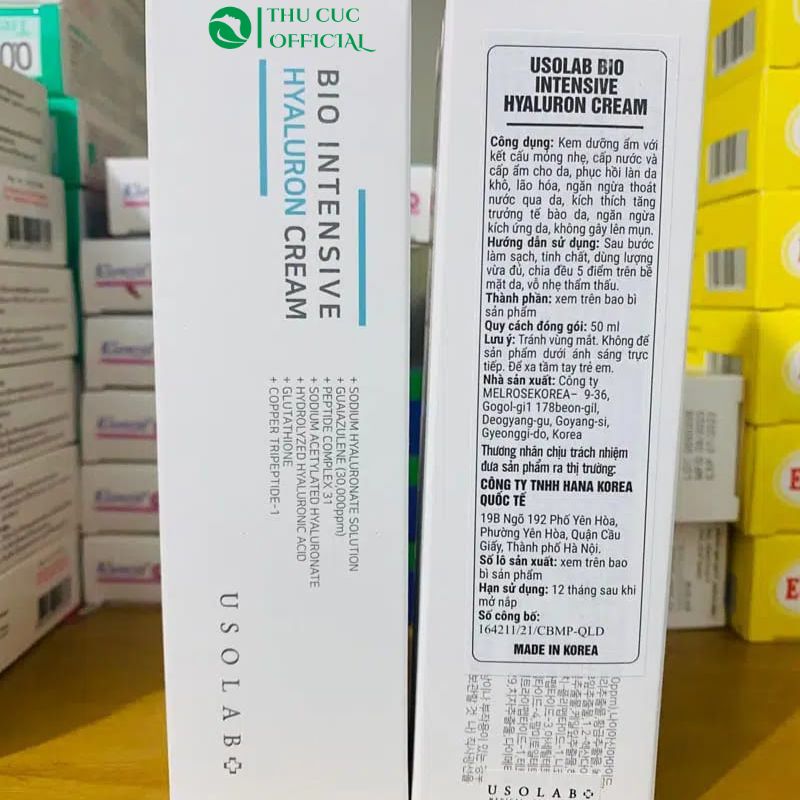 THU CUC
OFFICIAL
BIO INTENSIVE
HYALURON CREAM
+ SODIUM HYALURONATE SOLUTION
+ GUAIAZULENE (30,000ppm)
+ PEPTIDE COMPLEX 31
+ SODIUM ACETYLATED HYALURONATE
+ HYDROLYZED HYALURONIC ACID
+ GLUTATHIONE
+ COPPER TRIPEPTIDE-1
USOLAB
USOLAB BIO
INTENSIVE
HYALURON CREAM
Công dụng: Kem dưỡng ẩm với
kết cấu mỏng nhẹ, cấp nước và
cấp ẩm cho da, phục hồi làn da
khô, lão hóa, ngăn ngừa thoát
nước qua da, kích thích tăng
trưởng tế bào da, ngăn ngừa
kích ứng da, không gây lên mụn.
Hướng dẫn sử dụng: Sau bước
làm sạch, tinh chất, dùng lượng
vừa đủ, chia đều 5 điểm trên bề
mặt da, vỗ nhẹ thẩm thấu.
Thành phần: xem trên bao bì
sản phẩm
Quy cách đóng gói: 50 ml
Lưu ý: Tránh vùng mắt. Không để
sản phẩm dưới ánh sáng trực
tiếp. Để xa tầm tay trẻ em.
Nhà sản xuất: Công ty
MELROSEKOREA– 9-36,
Gogol-gi1 178beon-gil,
Deogyang-gu, Goyang-si,
Gyeonggi-do, Korea
Thương nhân chịu trách nhiệm
đưa sản phẩm ra thị trường:
CÔNG TY TNHH HANA KOREA
QUỐC TẾ
19B Ngõ 192 Phố Yên Hòa,
Phường Yên Hòa, Quận Cầu
Giấy, Thành phố Hà Nội.
Số lô sản xuất: xem trên bao
bì sản phẩm
Hạn sử dụng: 12 tháng sau khi
mở nắp
Số công bố:
164211/21/CBMP-QLD
MADE IN KOREA
USOLAB